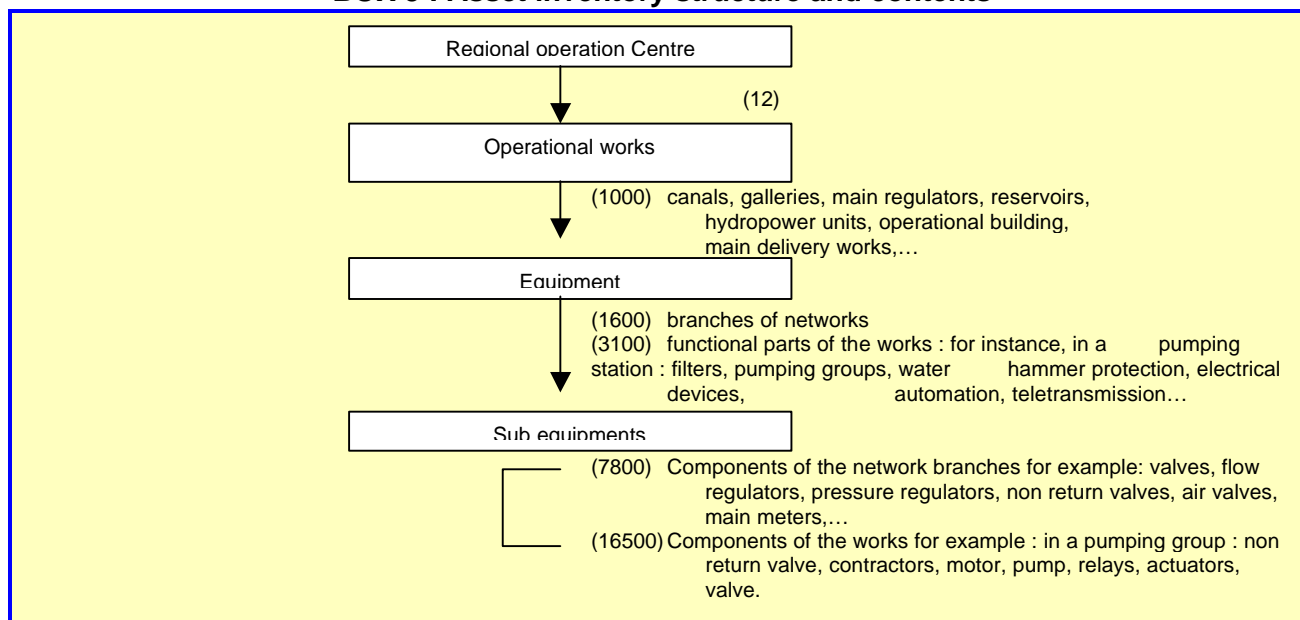 Regional operation Centre
(12)
Operational works
(1000) canals, galleries, main regulators, reservoirs,
hydropower units, operational building,
main delivery works,…
Equipment
(1600) branches of networks
(3100) functional parts of the works : for instance, in a pumping
station : filters, pumping groups, water hammer protection, electrical
devices, automation, teletransmission…
Sub equipments
(7800) Components of the network branches for example: valves, flow
regulators, pressure regulators, non return valves, air valves,
main meters,…
(16500) Components of the works for example : in a pumping group : non
return valve, contractors, motor, pump, relays, actuators,
valve.